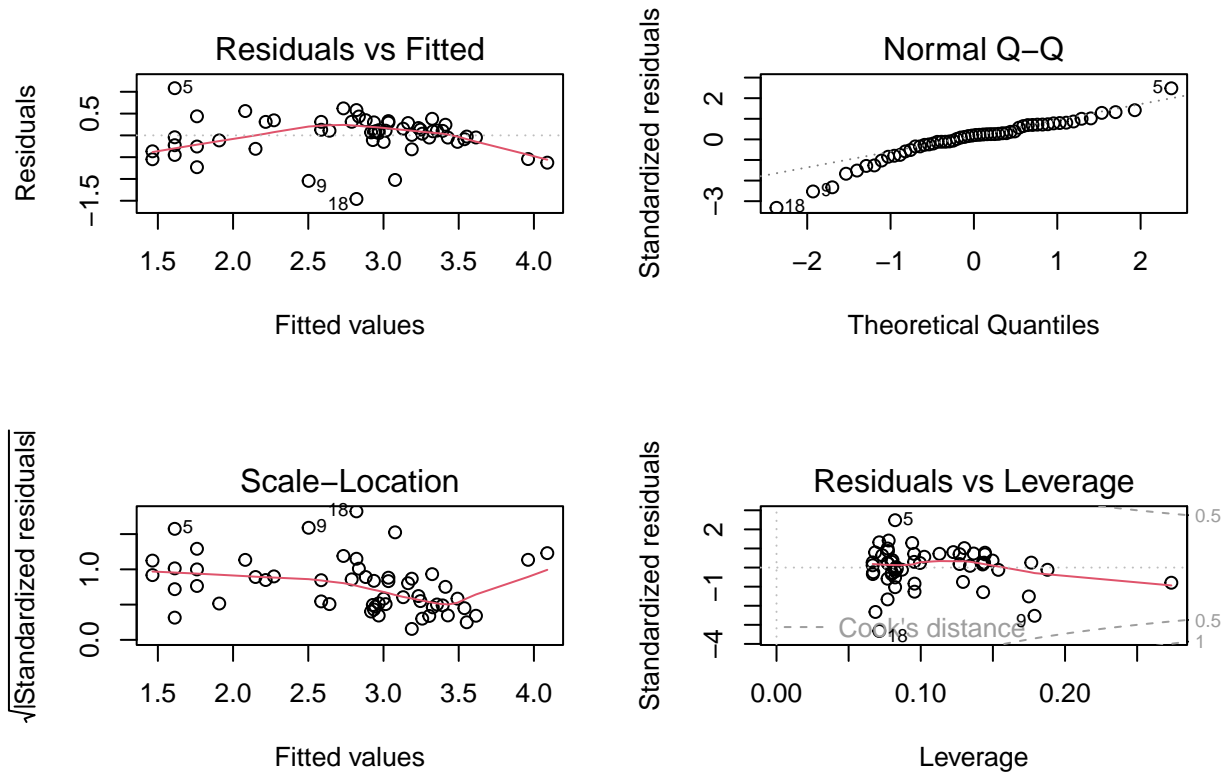 Residuals vs Fitted
Residuals
0.5
−1.5
5
9
18
1.5 2.0 2.5 3.0 3.5 4.0
Fitted values
Normal Q−Q
Standardized residuals
2
0
−3
5
9
18
−2 −1 0 1 2
Theoretical Quantiles
Scale−Location
√|Standardized residuals|
1.0
0.0
18
5
9
1.5 2.0 2.5 3.0 3.5 4.0
Fitted values
Residuals vs Leverage
Standardized residuals
2
−1
−4
5
9
18
Cook's distance
0.5
0.5
1
0.00 0.10 0.20
Leverage